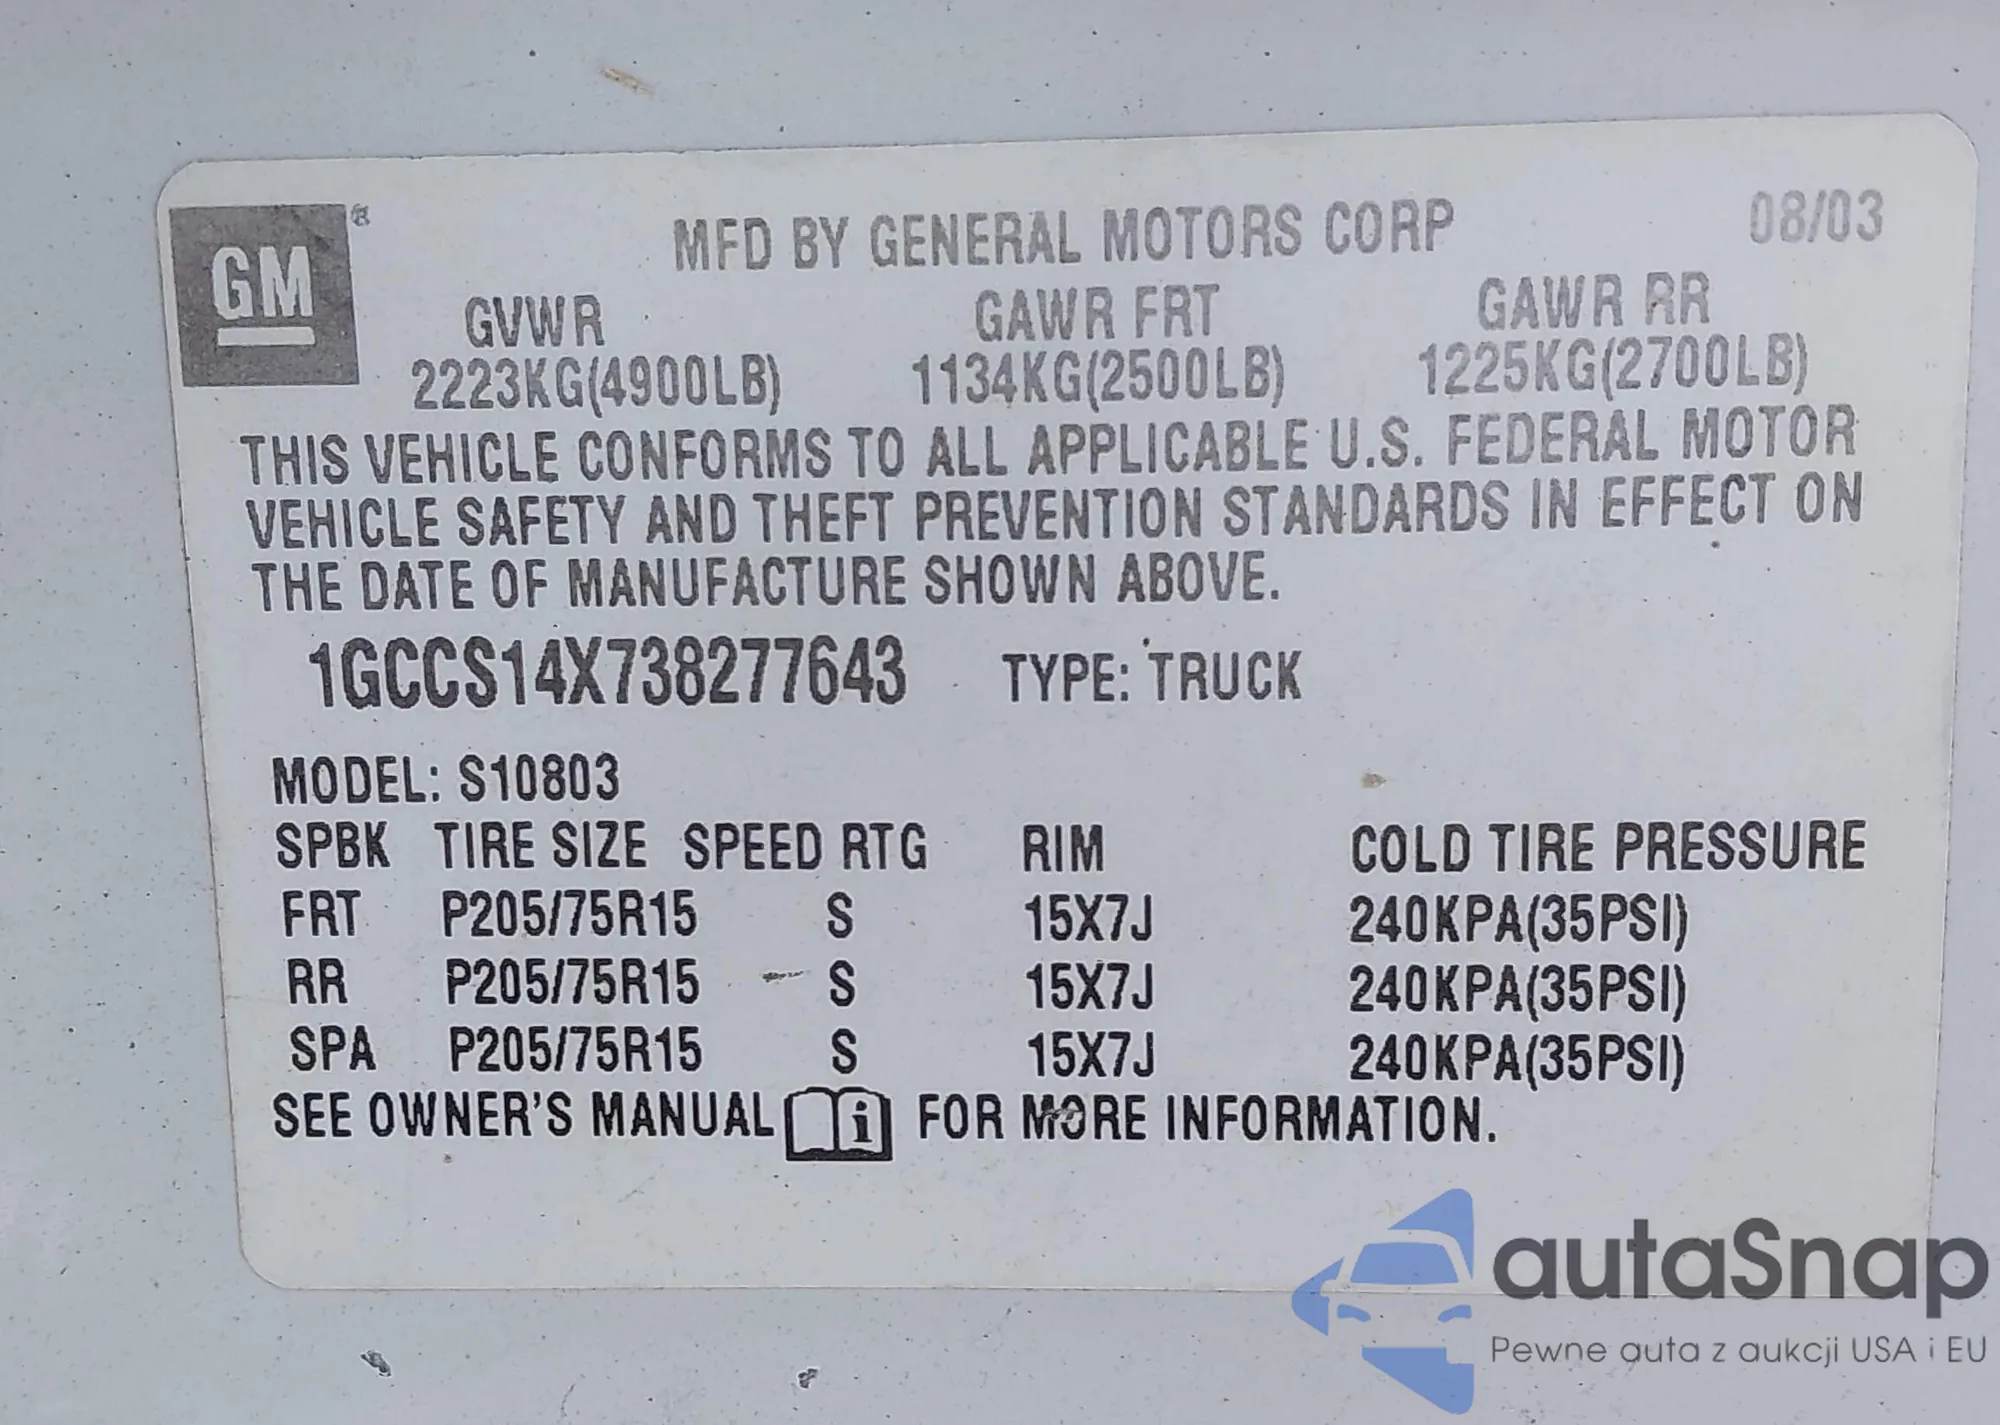 GM®
MFD BY GENERAL MOTORS CORP 08/03
GVWR GAWR FRT GAWR RR
2223KG(4900LB) 1134KG(2500LB) 1225KG(2700LB)
THIS VEHICLE CONFORMS TO ALL APPLICABLE U.S. FEDERAL MOTOR
VEHICLE SAFETY AND THEFT PREVENTION STANDARDS IN EFFECT ON
THE DATE OF MANUFACTURE SHOWN ABOVE.
1GCCS14X738277643 TYPE: TRUCK
MODEL: S10803
SPBK TIRE SIZE SPEED RTG RIM COLD TIRE PRESSURE
FRT P205/75R15 S 15X7J 240KPA(35PSI)
RR P205/75R15 S 15X7J 240KPA(35PSI)
SPA P205/75R15 S 15X7J 240KPA(35PSI)
SEE OWNER'S MANUAL i FOR MORE INFORMATION.
autaSnap
Pewne auta z aukcji USA i EU